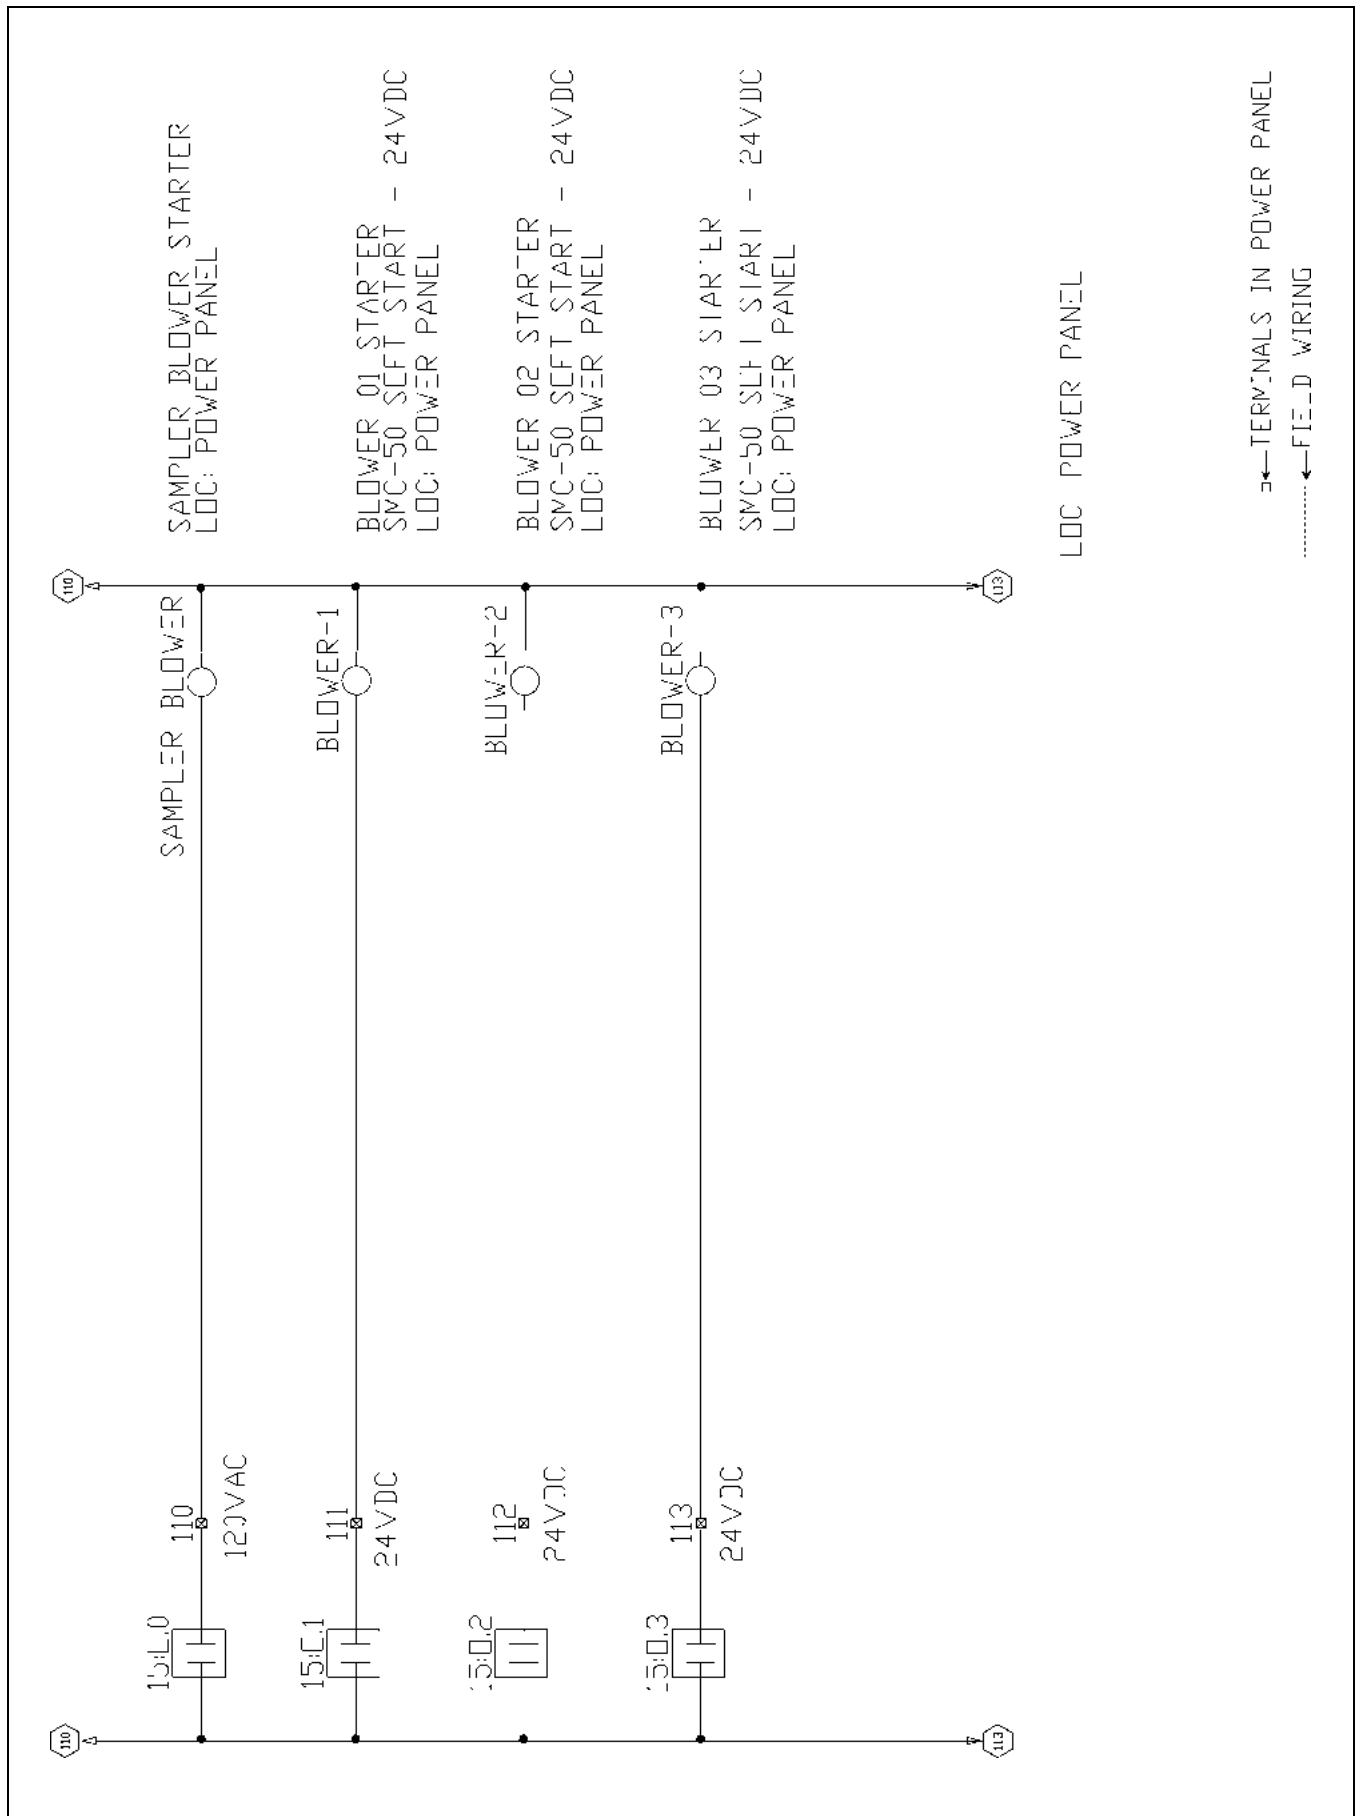 110
113
15:O.0
110
120VAC
SAMPLER BLOWER
SAMPLER BLOWER STARTER
LOC: POWER PANEL
15:O.1
111
24VDC
BLOWER-1
BLOWER 01 STARTER
SMC-50 SOFT START - 24VDC
LOC: POWER PANEL
15:O.2
112
24VDC
BLOWER-2
BLOWER 02 STARTER
SMC-50 SOFT START - 24VDC
LOC: POWER PANEL
15:O.3
113
24VDC
BLOWER-3
BLOWER 03 STARTER
SMC-50 SOFT START - 24VDC
LOC: POWER PANEL
110
113
LOC POWER PANEL
TERMINALS IN POWER PANEL
FIELD WIRING